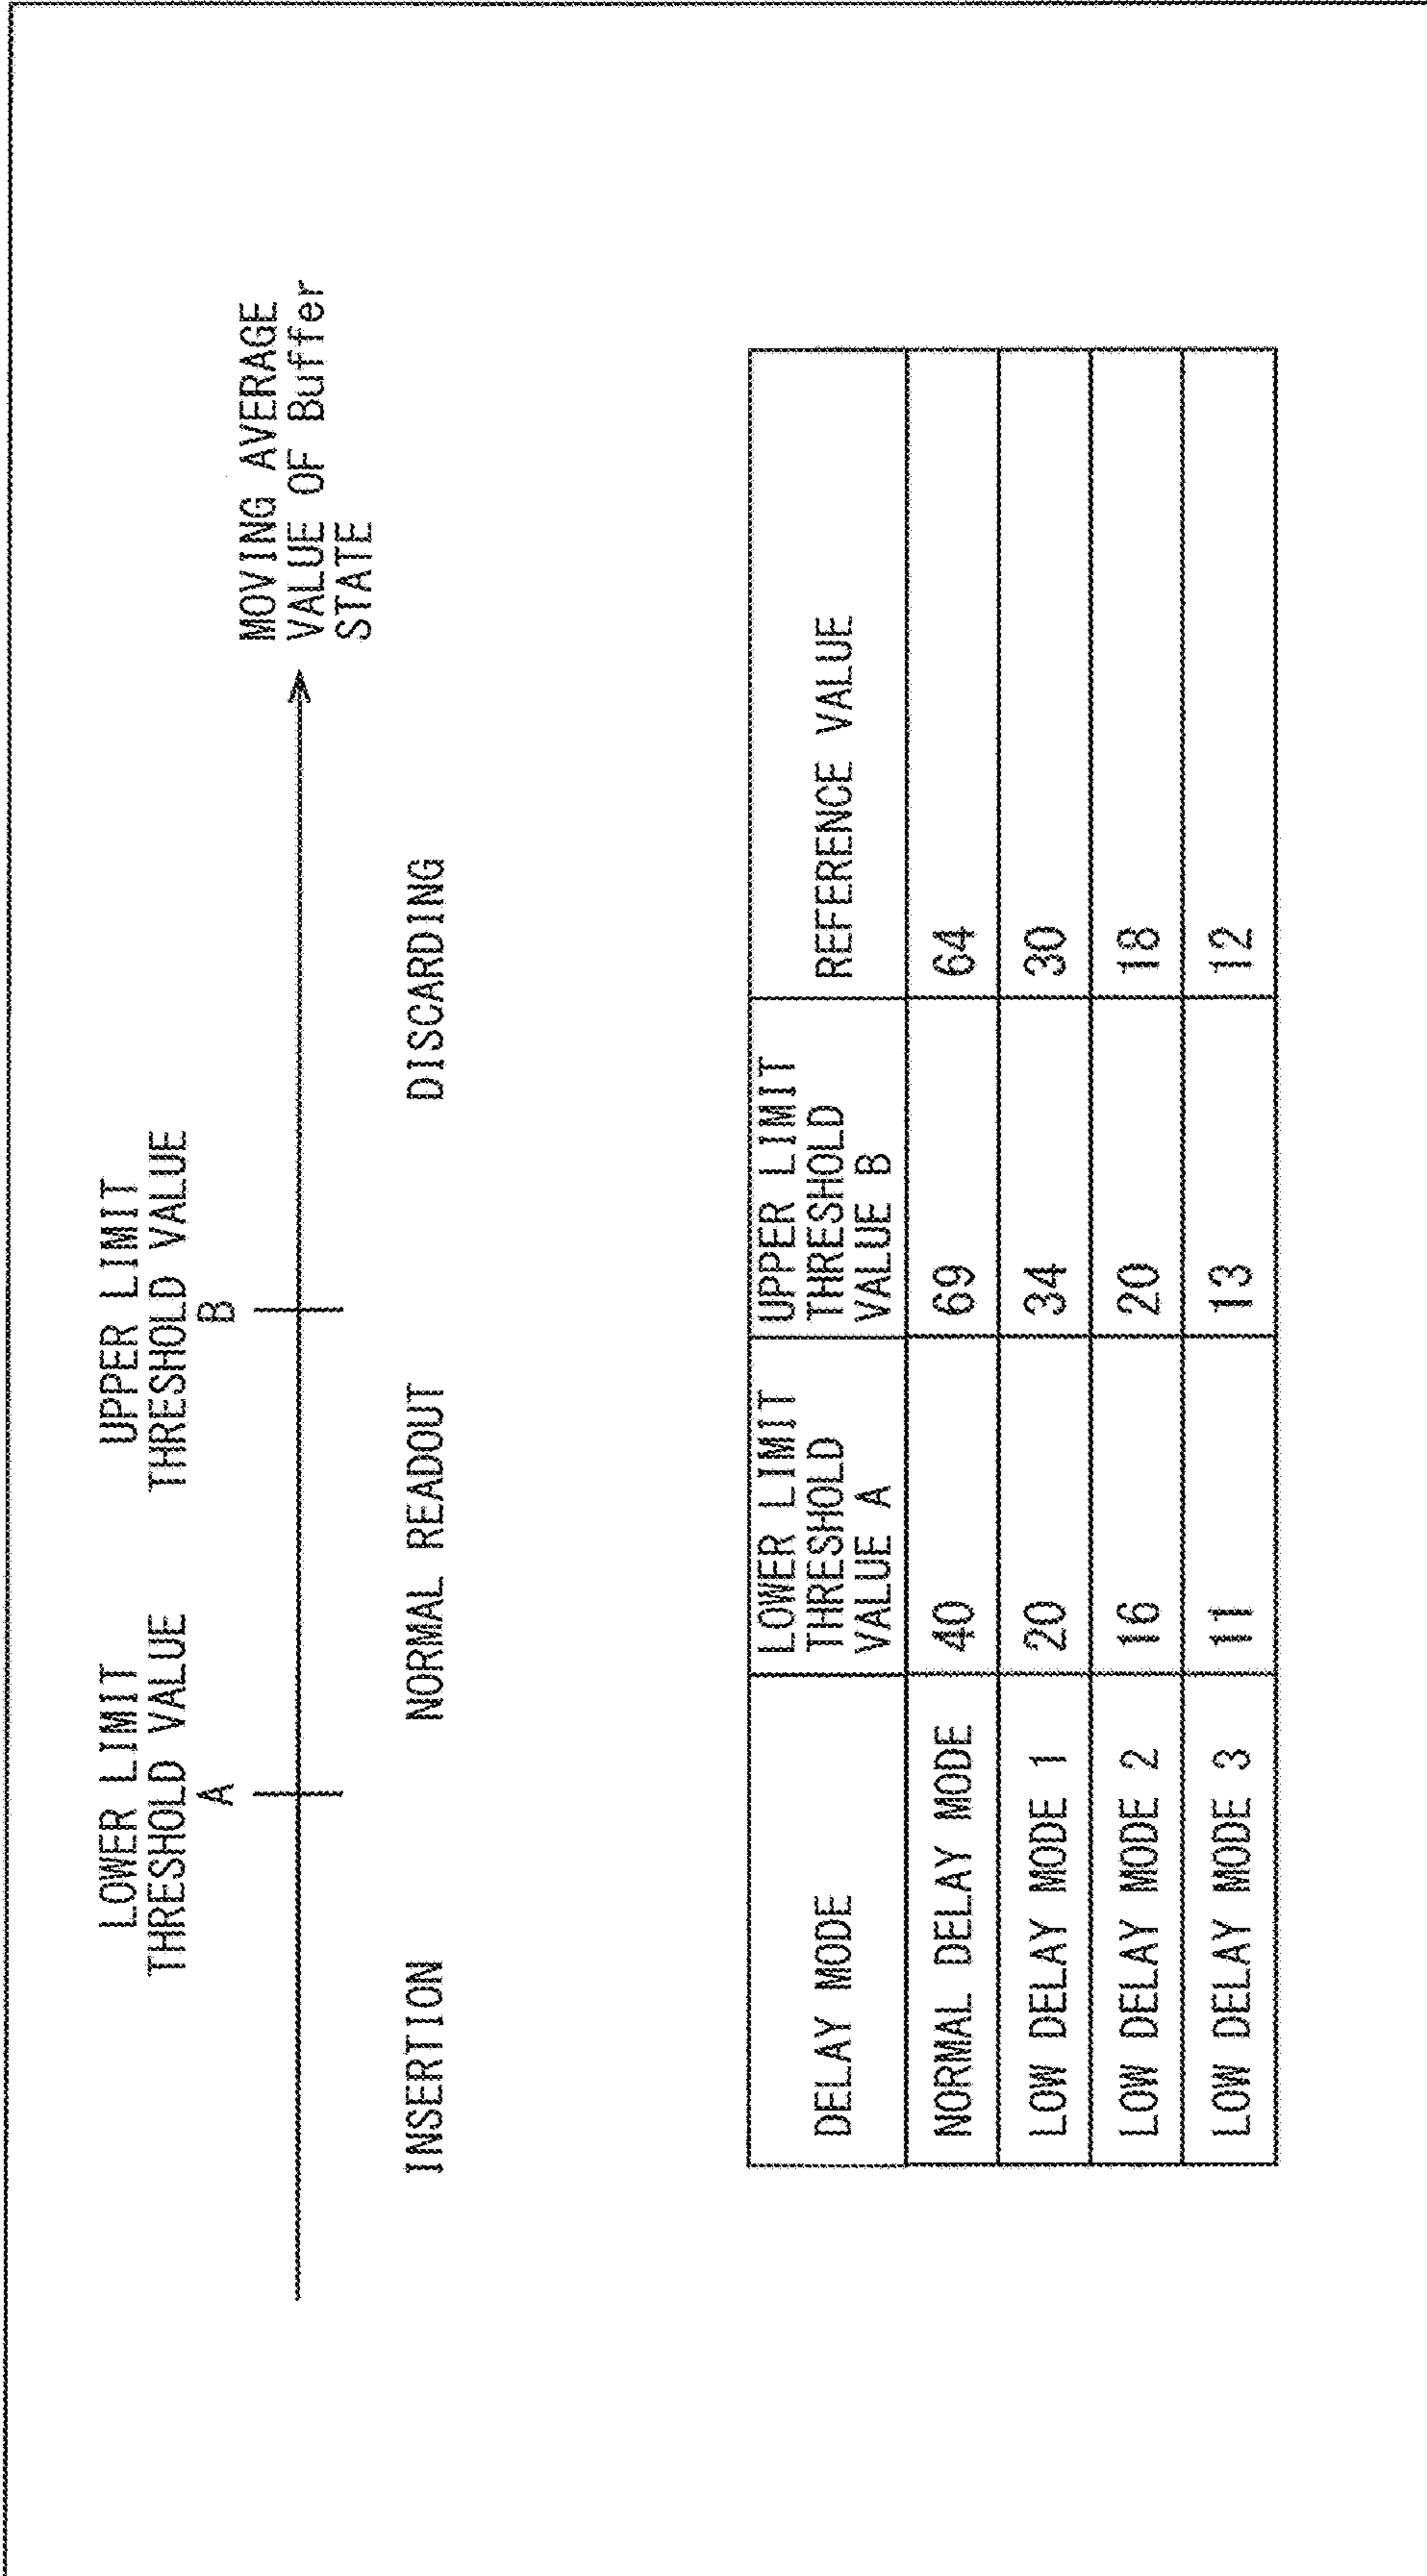 LOWER LIMIT
THRESHOLD VALUE
A
UPPER LIMIT
THRESHOLD VALUE
B
MOVING AVERAGE
VALUE OF Buffer
STATE
INSERTION
NORMAL READOUT
DISCARDING
DELAY MODE
LOWER LIMIT
THRESHOLD
VALUE A
UPPER LIMIT
THRESHOLD
VALUE B
REFERENCE VALUE
NORMAL DELAY MODE 40 69 64
LOW DELAY MODE 1 20 34 30
LOW DELAY MODE 2 16 20 18
LOW DELAY MODE 3 11 13 12